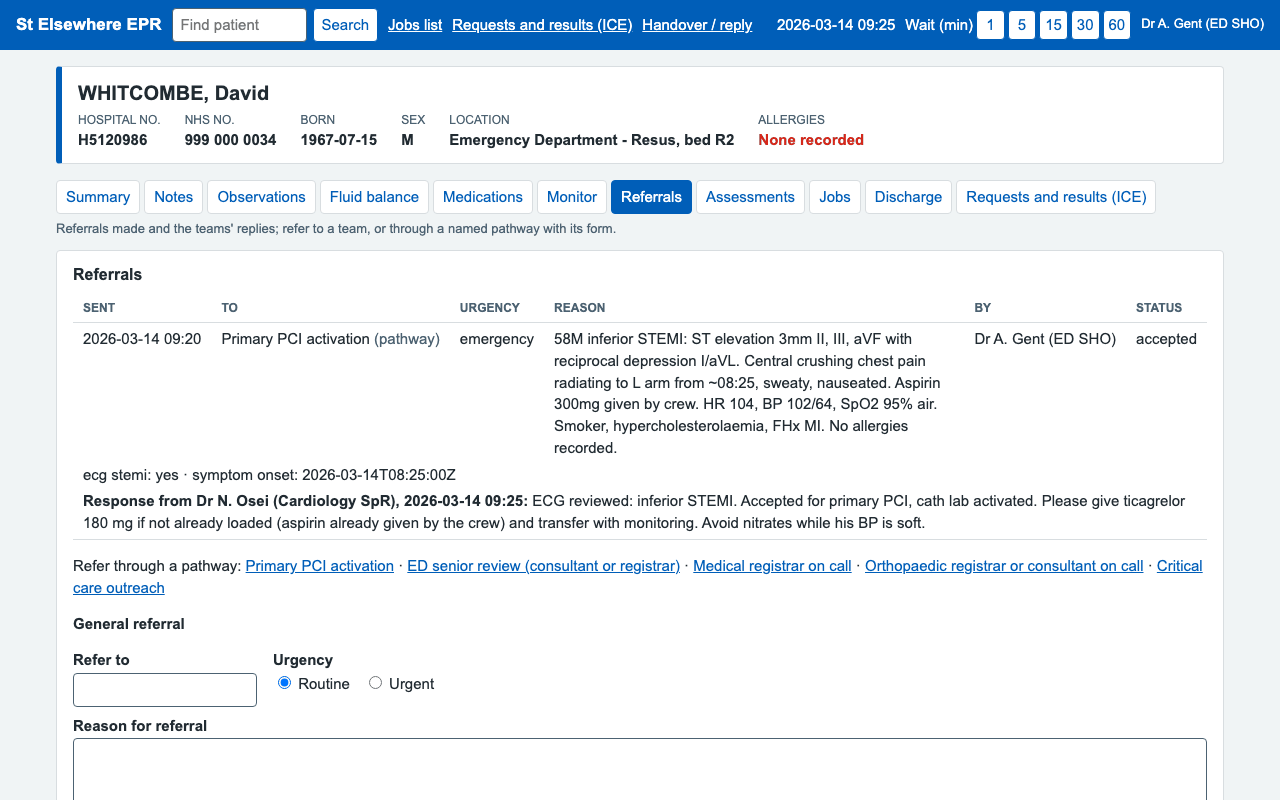 St Elsewhere EPR Find patient Search Jobs list Requests and results (ICE) Handover / reply 2026-03-14 09:25 Wait (min) 1 5 15 30 60 Dr A. Gent (ED SHO)
WHITCOMBE, David
HOSPITAL NO. NHS NO. BORN SEX LOCATION ALLERGIES
H5120986 999 000 0034 1967-07-15 M Emergency Department - Resus, bed R2 None recorded
Summary Notes Observations Fluid balance Medications Monitor Referrals Assessments Jobs Discharge Requests and results (ICE)
Referrals made and the teams' replies; refer to a team, or through a named pathway with its form.
Referrals
SENT TO URGENCY REASON BY STATUS
2026-03-14 09:20 Primary PCI activation (pathway) emergency 58M inferior STEMI: ST elevation 3mm II, III, aVF with Dr A. Gent (ED SHO) accepted
reciprocal depression I/aVL. Central crushing chest pain
radiating to L arm from ~08:25, sweaty, nauseated. Aspirin
300mg given by crew. HR 104, BP 102/64, SpO2 95% air.
Smoker, hypercholesterolaemia, FHx MI. No allergies
recorded.
ecg stemi: yes · symptom onset: 2026-03-14T08:25:00Z
Response from Dr N. Osei (Cardiology SpR), 2026-03-14 09:25: ECG reviewed: inferior STEMI. Accepted for primary PCI, cath lab activated. Please give ticagrelor
180 mg if not already loaded (aspirin already given by the crew) and transfer with monitoring. Avoid nitrates while his BP is soft.
Refer through a pathway: Primary PCI activation · ED senior review (consultant or registrar) · Medical registrar on call · Orthopaedic registrar or consultant on call · Critical
care outreach
General referral
Refer to Urgency
Routine Urgent
Reason for referral